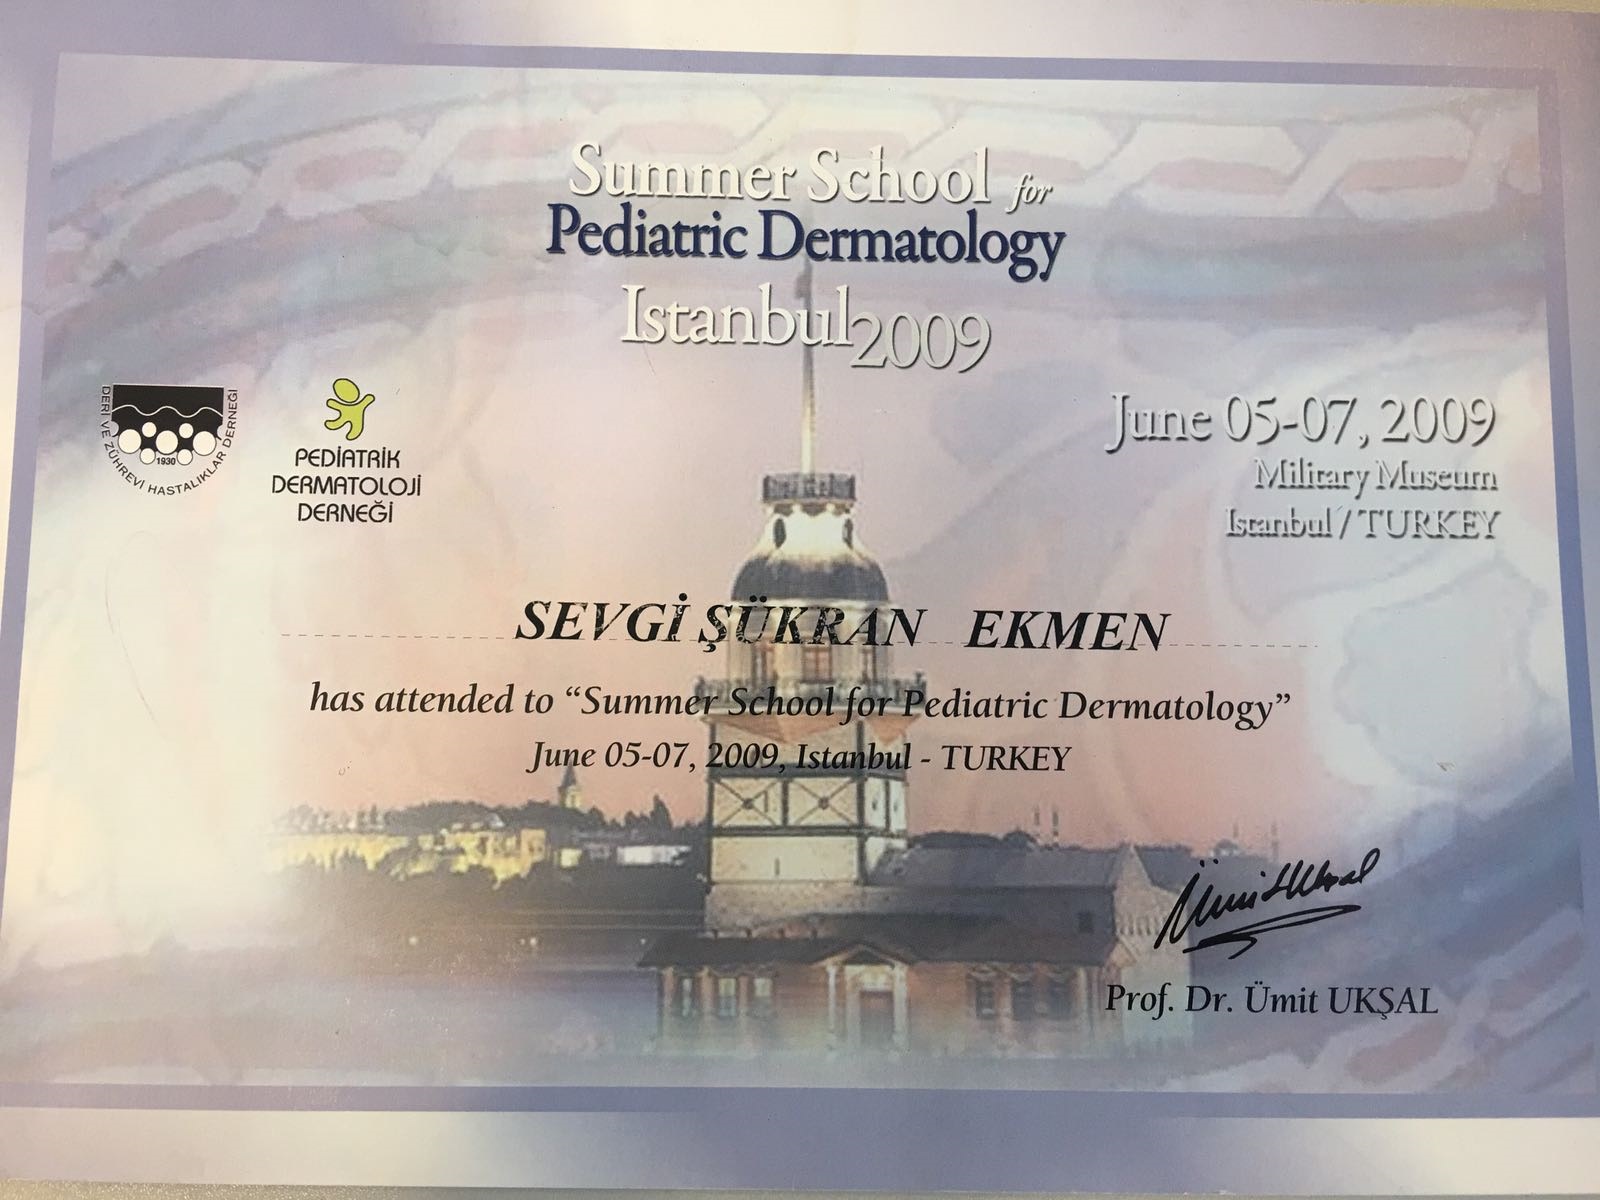 Summer School for
Pediatric Dermatology
Istanbul 2009
DERİ VE ZÜHREVİ HASTALIKLAR DERNEĞİ
1930
PEDİATRİK
DERMATOLOJİ
DERNEĞİ
June 05-07, 2009
Military Museum
Istanbul / TURKEY
SEVGİ ŞÜKRAN EKMEN
has attended to “Summer School for Pediatric Dermatology”
June 05-07, 2009, Istanbul - TURKEY
Ümit Ukşal
Prof. Dr. Ümit UKŞAL